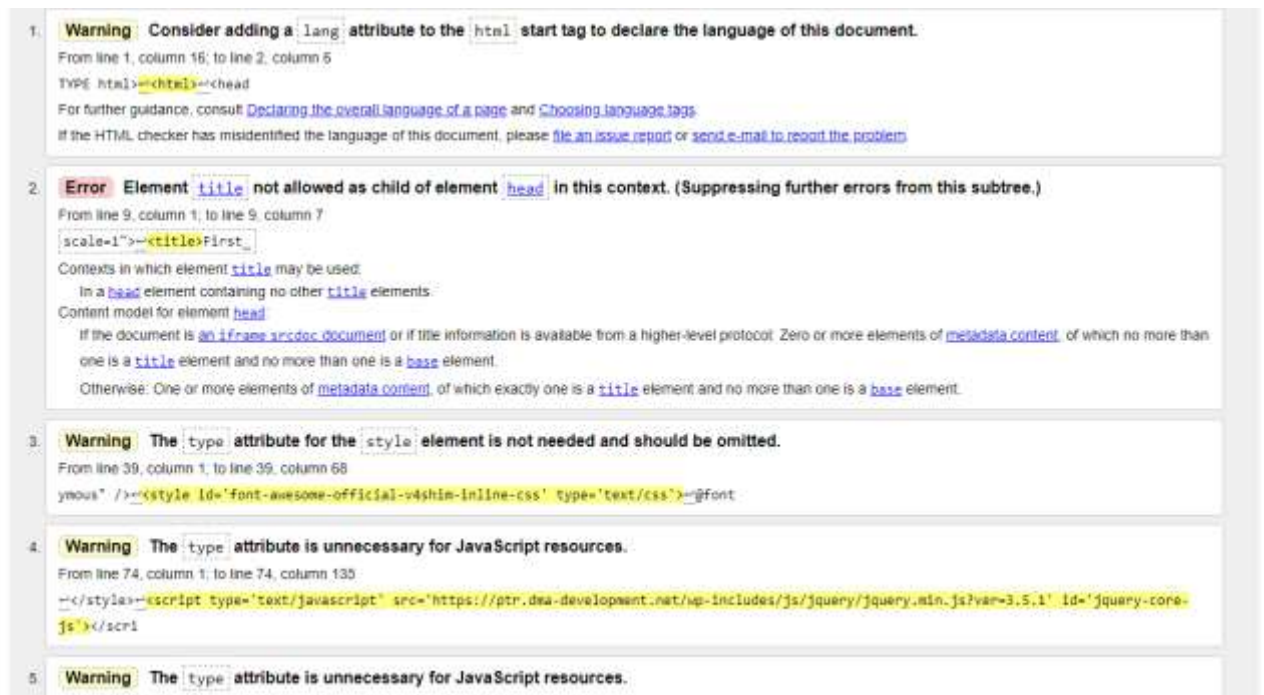 1. Warning Consider adding a lang attribute to the html start tag to declare the language of this document.
From line 1, column 16; to line 2, column 6
TYPE html>↩<html>↩<head
For further guidance, consult Declaring the overall language of a page and Choosing language tags.
If the HTML checker has misidentified the language of this document, please file an issue report or send e-mail to report the problem.
2. Error Element title not allowed as child of element head in this context. (Suppressing further errors from this subtree.)
From line 9, column 1; to line 9, column 7
scale=1">↩<title>First_
Contexts in which element title may be used:
In a head element containing no other title elements.
Content model for element head:
If the document is an iframe srcdoc document or if title information is available from a higher-level protocol: Zero or more elements of metadata content, of which no more than
one is a title element and no more than one is a base element.
Otherwise: One or more elements of metadata content, of which exactly one is a title element and no more than one is a base element.
3. Warning The type attribute for the style element is not needed and should be omitted.
From line 39, column 1; to line 39, column 68
ymous" />↩<style id='font-awesome-official-v4shim-inline-css' type='text/css'>↩@font
4. Warning The type attribute is unnecessary for JavaScript resources.
From line 74, column 1; to line 74, column 135
↩</style>↩<script type='text/javascript' src='https://ptr.dma-development.net/wp-includes/js/jquery/jquery.min.js?ver=3.5.1' id='jquery-core-
js'></scri
5. Warning The type attribute is unnecessary for JavaScript resources.